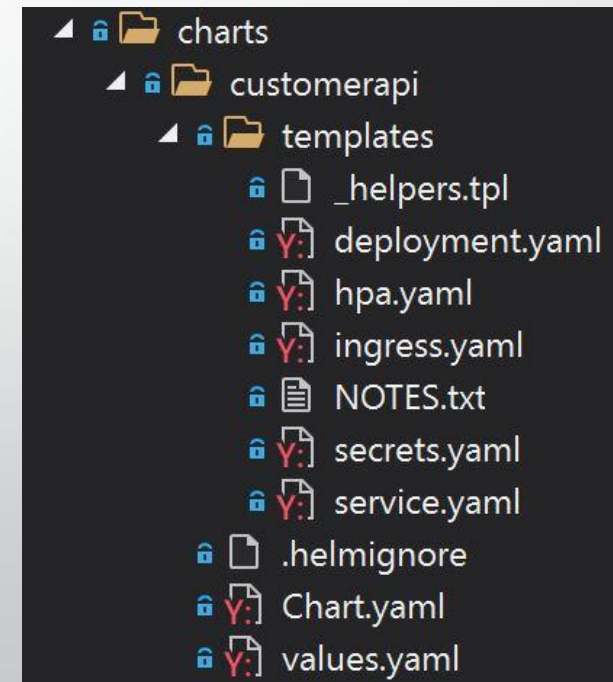 charts
customerapi
templates
_helpers.tpl
Y: deployment.yaml
Y: hpa.yaml
Y: ingress.yaml
NOTES.txt
Y: secrets.yaml
Y: service.yaml
.helmignore
Y: Chart.yaml
Y: values.yaml